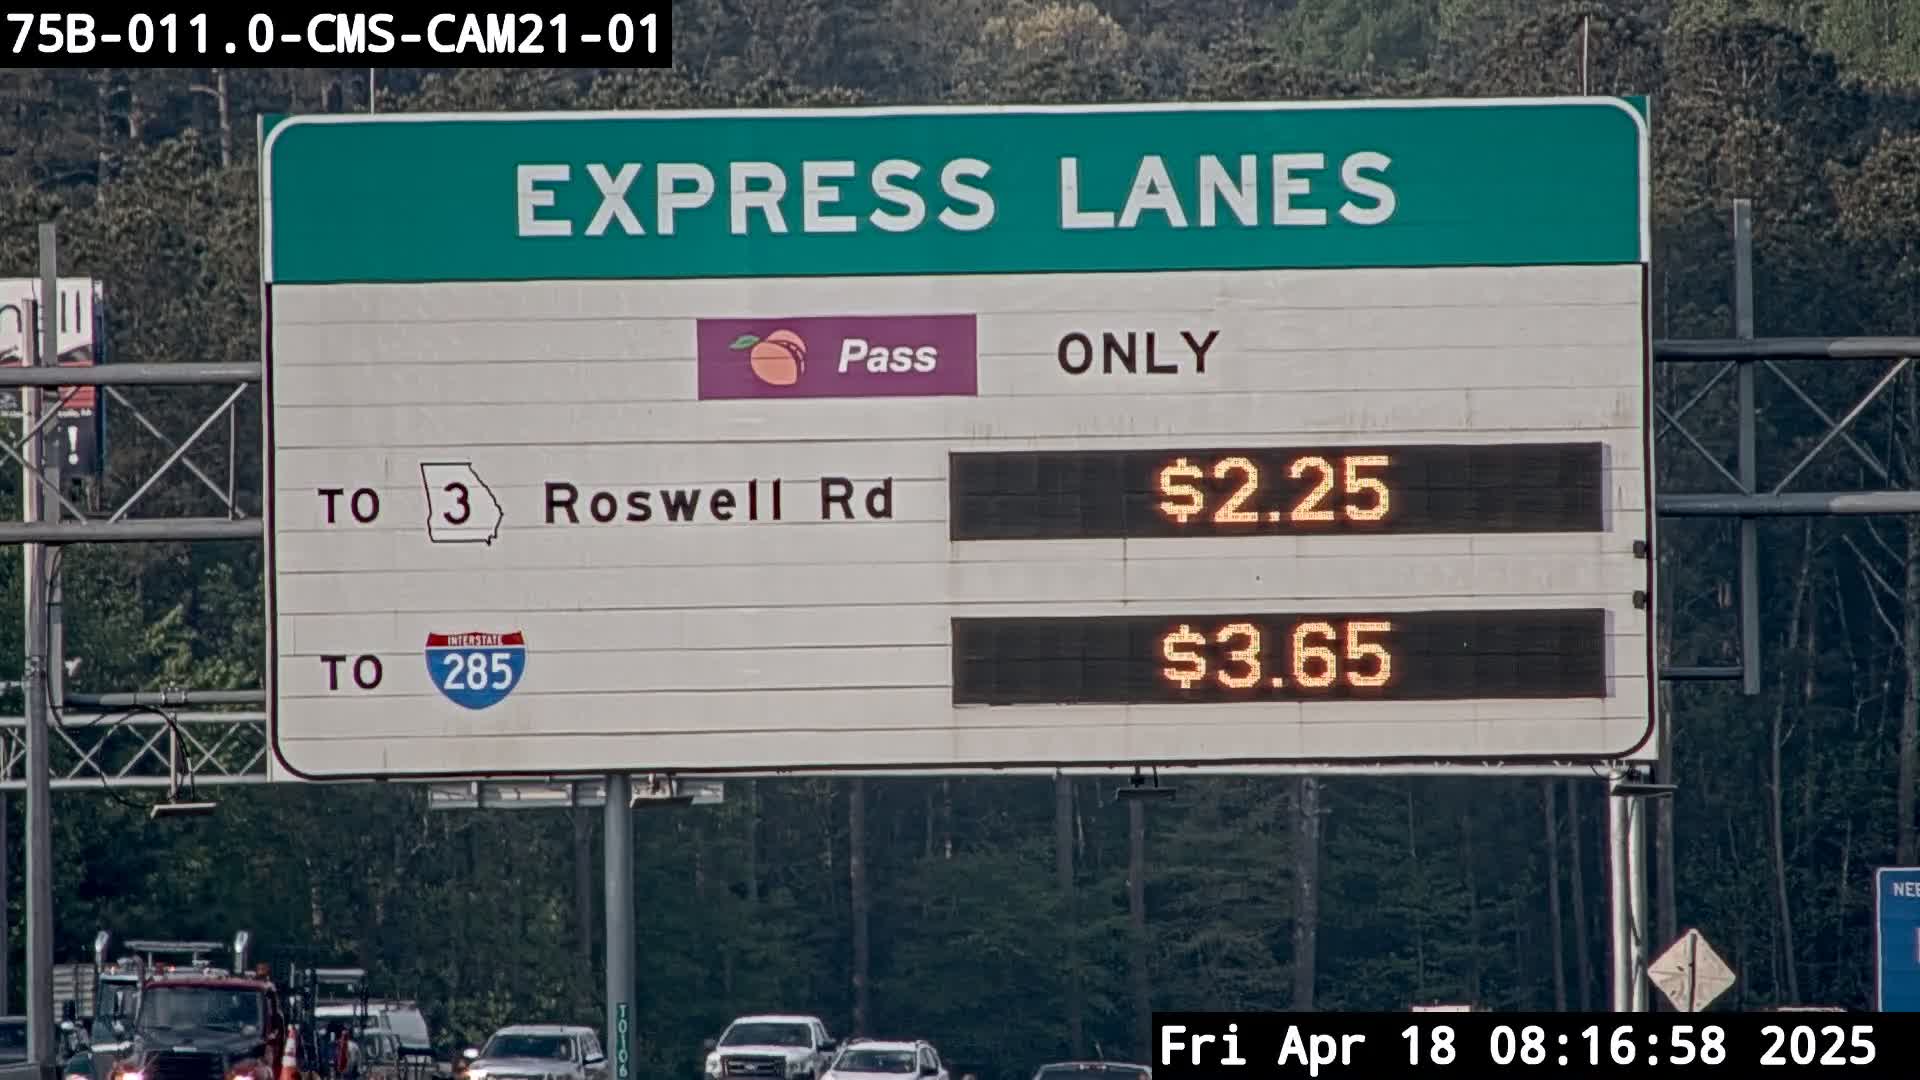 75B-011.0-CMS-CAM21-01
EXPRESS LANES
Pass ONLY
TO 3 Roswell Rd $2.25
INTERSTATE
TO 285 $3.65
!
NEE
Fri Apr 18 08:16:58 2025